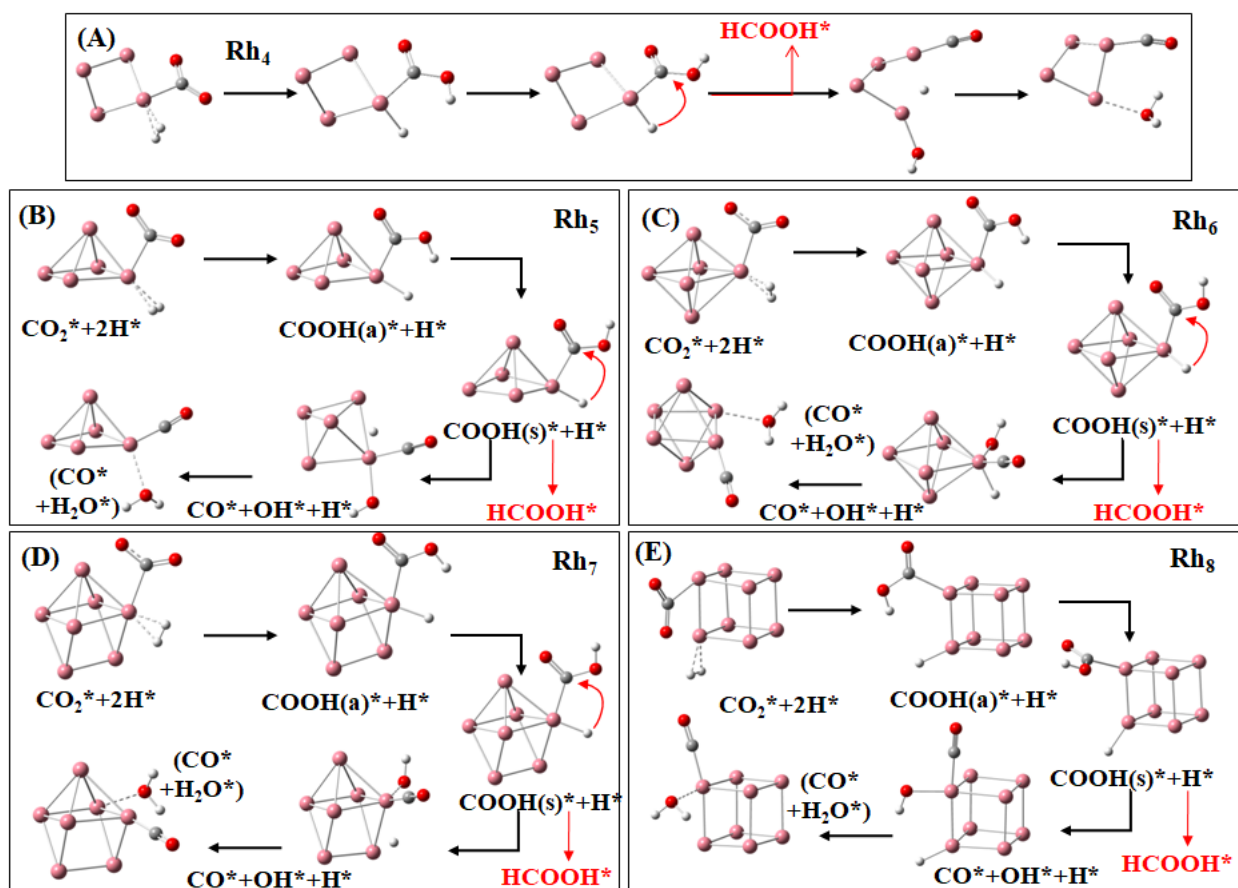 (A)
Rh4
HCOOH*
(B)
Rh5
CO2*+2H*
COOH(a)*+H*
COOH(s)*+H*
(CO*
+H2O*)
CO*+OH*+H*
HCOOH*
(C)
Rh6
CO2*+2H*
COOH(a)*+H*
COOH(s)*+H*
(CO*
+H2O*)
CO*+OH*+H*
HCOOH*
(D)
Rh7
CO2*+2H*
COOH(a)*+H*
COOH(s)*+H*
(CO*
+H2O*)
CO*+OH*+H*
HCOOH*
(E)
Rh8
CO2*+2H*
COOH(a)*+H*
COOH(s)*+H*
(CO*
+H2O*)
CO*+OH*+H*
HCOOH*